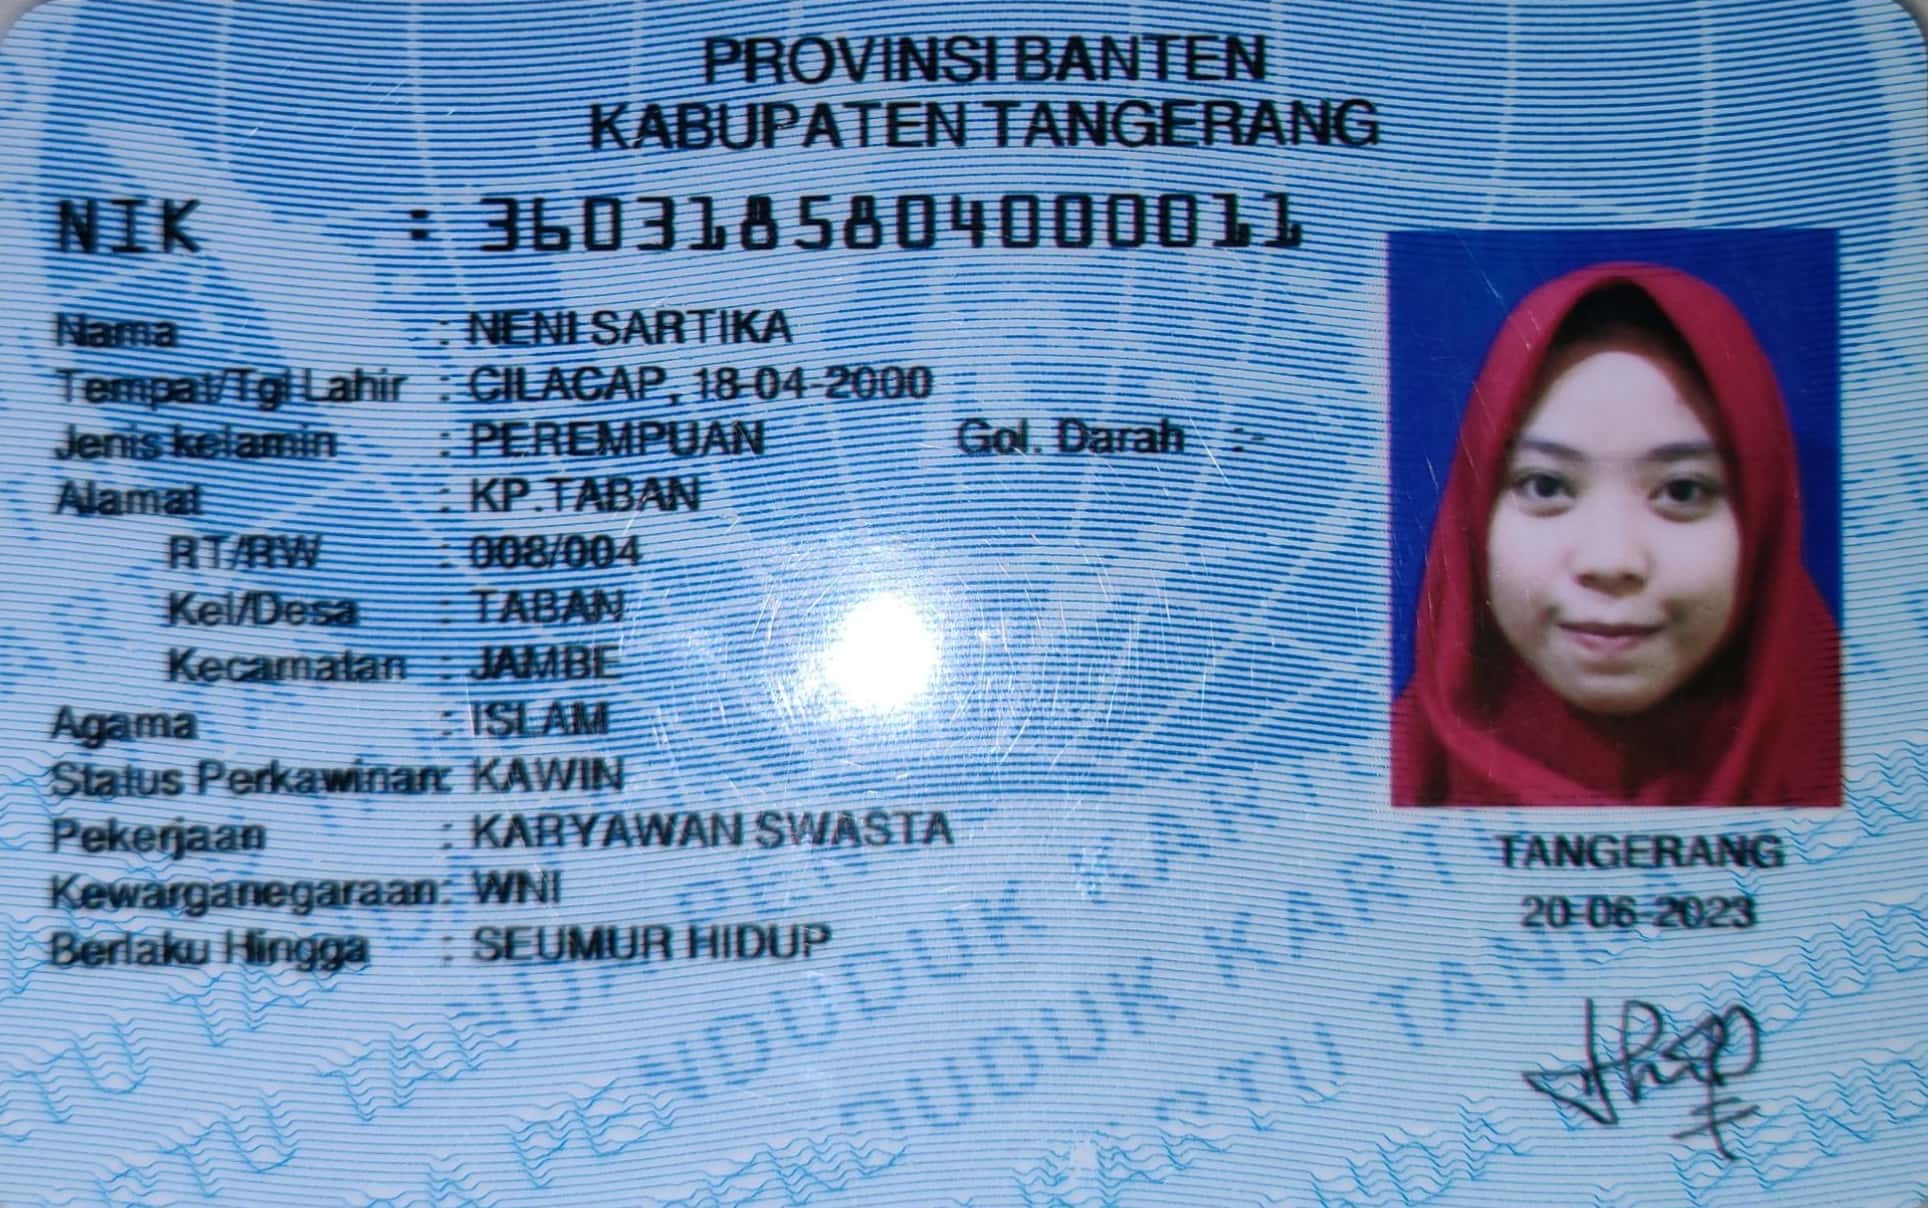 PROVINSI BANTEN
KABUPATEN TANGERANG
NIK : 3603185804000011
Nama : NENI SARTIKA
Tempat/Tgl Lahir : CILACAP, 18-04-2000
Jenis kelamin : PEREMPUAN Gol. Darah : -
Alamat : KP.TABAN
RT/RW : 008/004
Kel/Desa : TABAN
Kecamatan : JAMBE
Agama : ISLAM
Status Perkawinan: KAWIN
Pekerjaan : KARYAWAN SWASTA
Kewarganegaraan: WNI
Berlaku Hingga : SEUMUR HIDUP
TANGERANG
20-06-2023